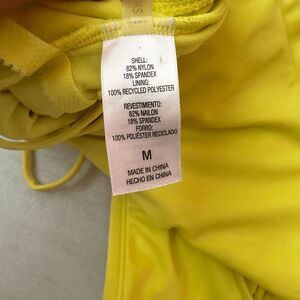 SHELL:
82% NYLON
18% SPANDEX
LINING:
100% RECYCLED POLYESTER
REVESTIMIENTO:
82% NAILON
18% SPANDEX
FORRO:
100% POLIÉSTER RECICLADO
M
MADE IN CHINA
HECHO EN CHINA